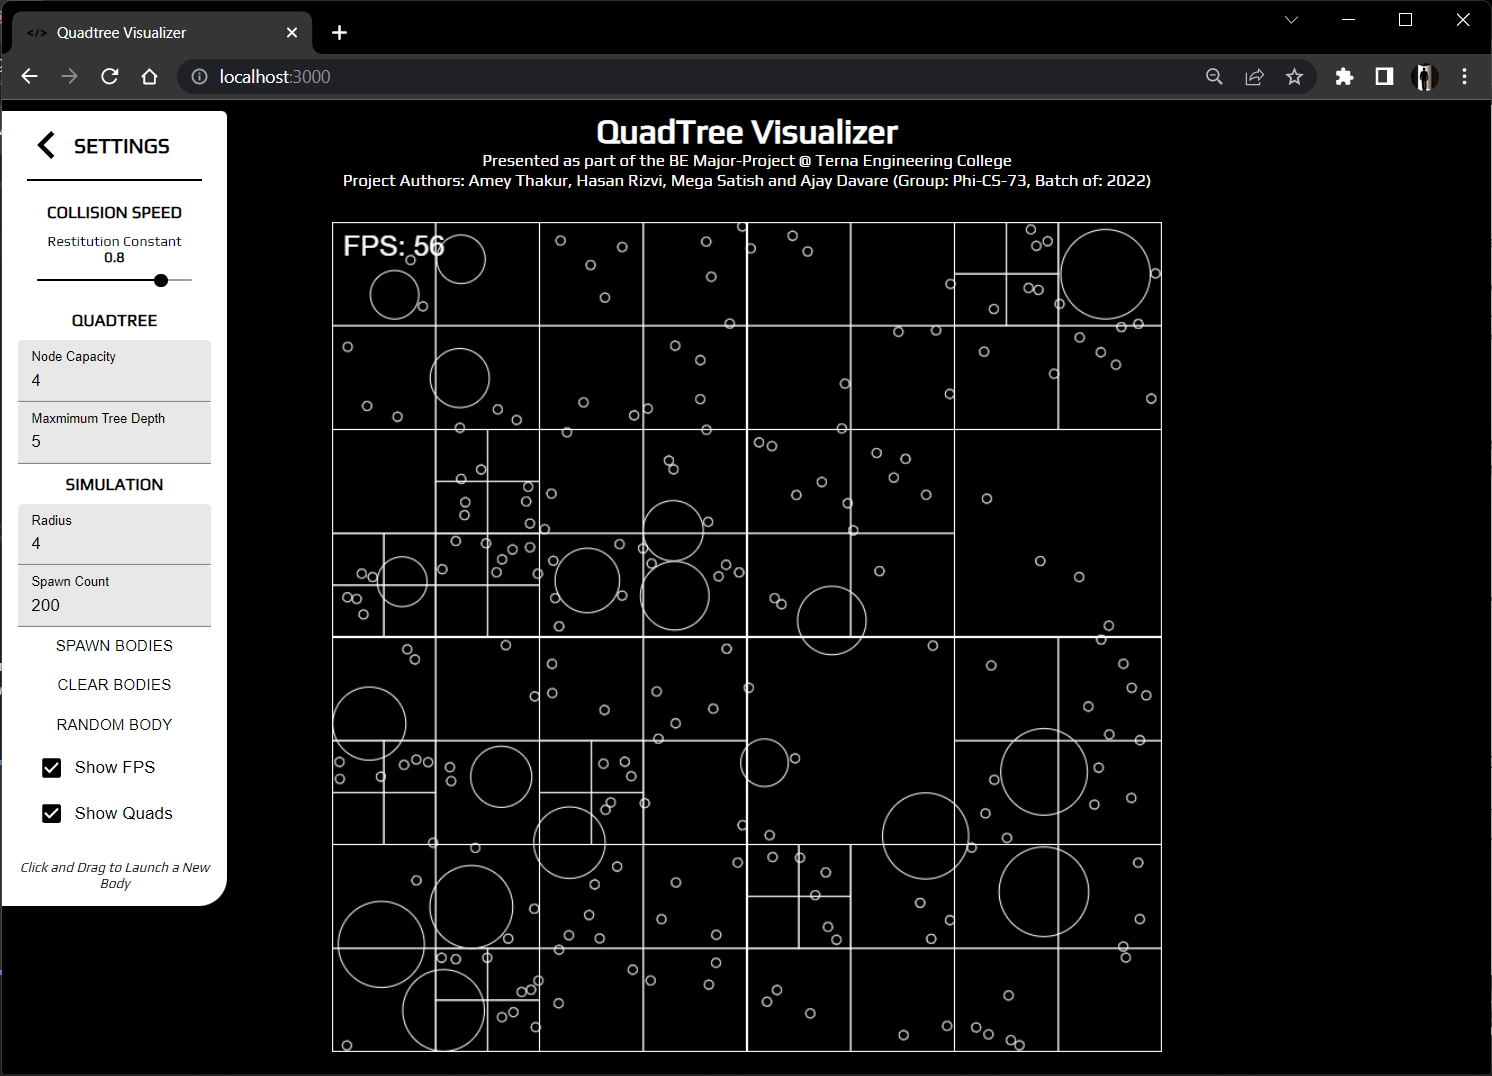 Quadtree Visualizer
localhost:3000
SETTINGS
COLLISION SPEED
Restitution Constant
0.8
QUADTREE
Node Capacity
4
Maxmimum Tree Depth
5
SIMULATION
Radius
4
Spawn Count
200
SPAWN BODIES
CLEAR BODIES
RANDOM BODY
Show FPS
Show Quads
Click and Drag to Launch a New
Body
QuadTree Visualizer
Presented as part of the BE Major-Project @ Terna Engineering College
Project Authors: Amey Thakur, Hasan Rizvi, Mega Satish and Ajay Davare (Group: Phi-CS-73, Batch of: 2022)
FPS: 56